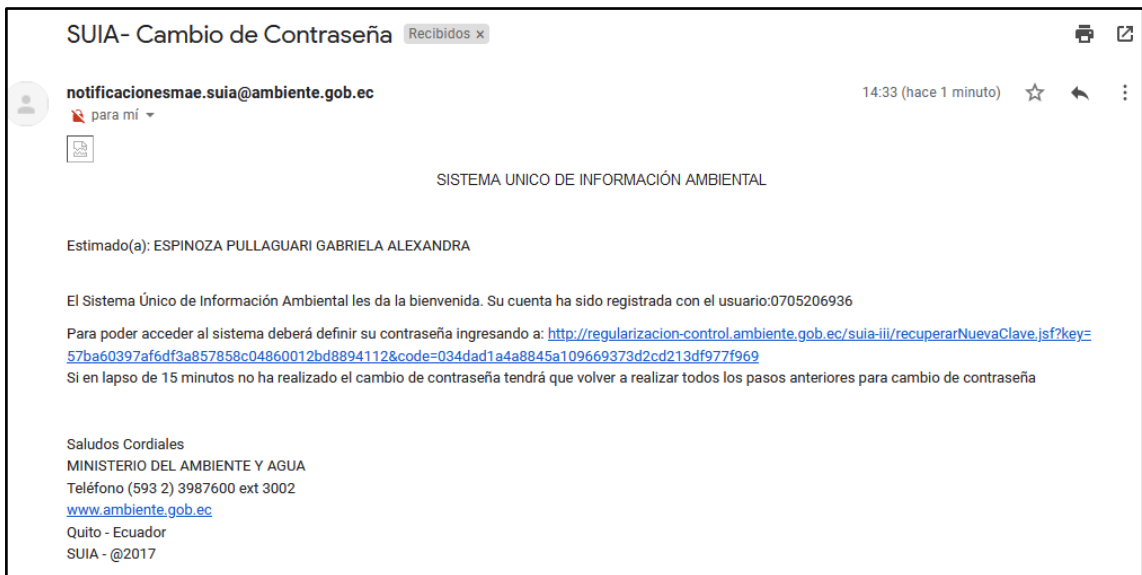 SUIA- Cambio de Contraseña Recibidos x
notificacionesmae.suia@ambiente.gob.ec 14:33 (hace 1 minuto)
para mí
SISTEMA UNICO DE INFORMACIÓN AMBIENTAL
Estimado(a): ESPINOZA PULLAGUARI GABRIELA ALEXANDRA
El Sistema Único de Información Ambiental les da la bienvenida. Su cuenta ha sido registrada con el usuario:0705206936
Para poder acceder al sistema deberá definir su contraseña ingresando a: http://regularizacion-control.ambiente.gob.ec/suia-iii/recuperarNuevaClave.jsf?key=
57ba60397af6df3a857858c04860012bd8894112&code=034dad1a4a8845a109669373d2cd213df977f969
Si en lapso de 15 minutos no ha realizado el cambio de contraseña tendrá que volver a realizar todos los pasos anteriores para cambio de contraseña
Saludos Cordiales
MINISTERIO DEL AMBIENTE Y AGUA
Teléfono (593 2) 3987600 ext 3002
www.ambiente.gob.ec
Quito - Ecuador
SUIA - @2017